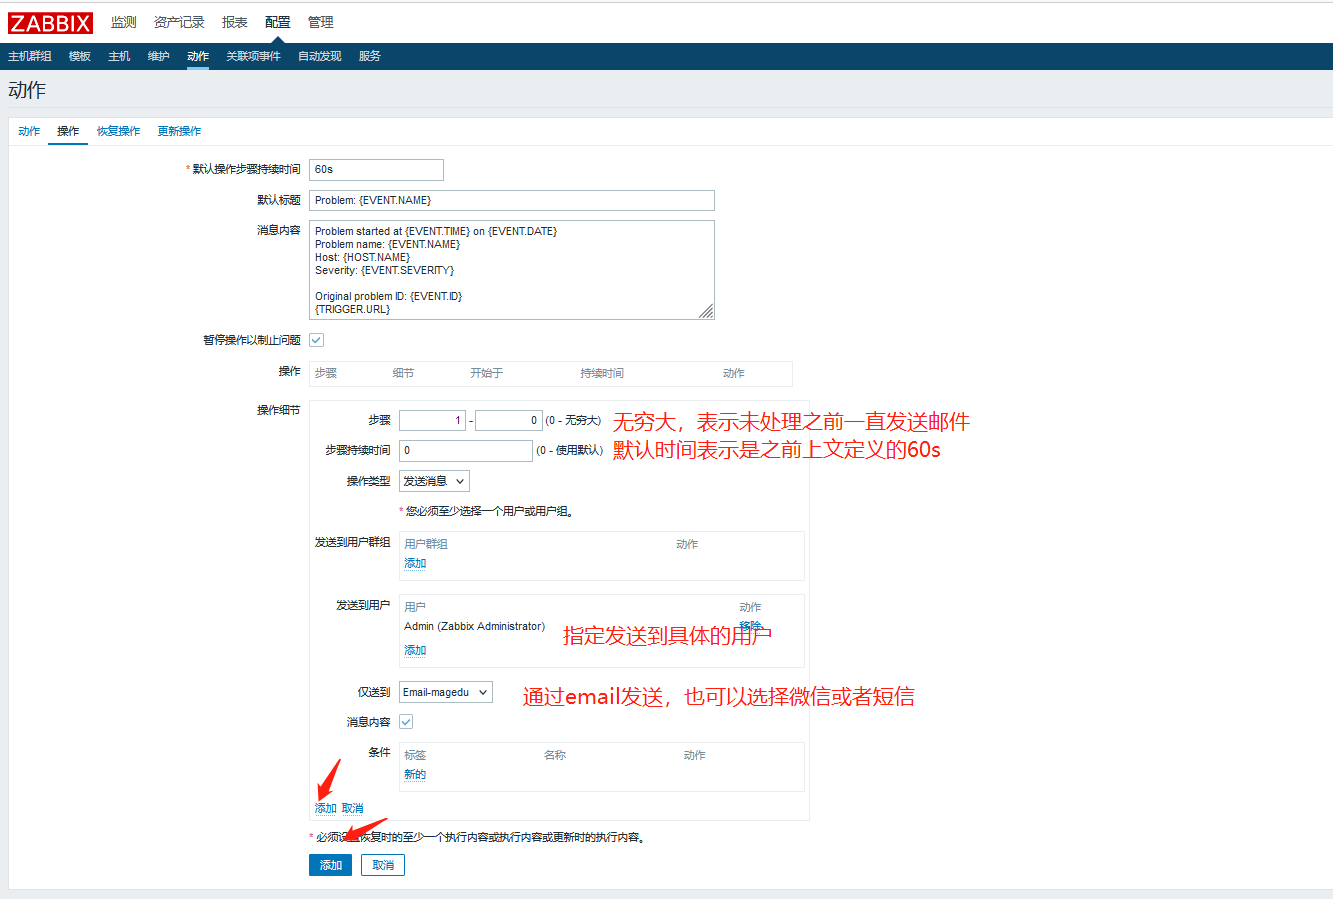 ZABBIX 监测 资产记录 报表 配置 管理
主机群组 模板 主机 维护 动作 关联项事件 自动发现 服务
动作
动作 操作 恢复操作 更新操作
* 默认操作步骤持续时间 60s
默认标题 Problem: {EVENT.NAME}
消息内容 Problem started at {EVENT.TIME} on {EVENT.DATE}
Problem name: {EVENT.NAME}
Host: {HOST.NAME}
Severity: {EVENT.SEVERITY}
Original problem ID: {EVENT.ID}
{TRIGGER.URL}
暂停操作以制止问题
操作 步骤 细节 开始于 持续时间 动作
操作细节
步骤 1 - 0 (0 - 无穷大) 无穷大，表示未处理之前一直发送邮件
步骤持续时间 0 (0 - 使用默认) 默认时间表示是之前上文定义的60s
操作类型 发送消息
* 您必须至少选择一个用户或用户组。
发送到用户群组 用户群组 动作
添加
发送到用户 用户 动作
Admin (Zabbix Administrator) 移除
指定发送到具体的用户
添加
仅送到 Email-magedu 通过email发送，也可以选择微信或者短信
消息内容
条件 标签 名称 动作
新的
添加 取消
* 必须设置恢复时的至少一个执行内容或执行内容或更新时的执行内容。
添加 取消